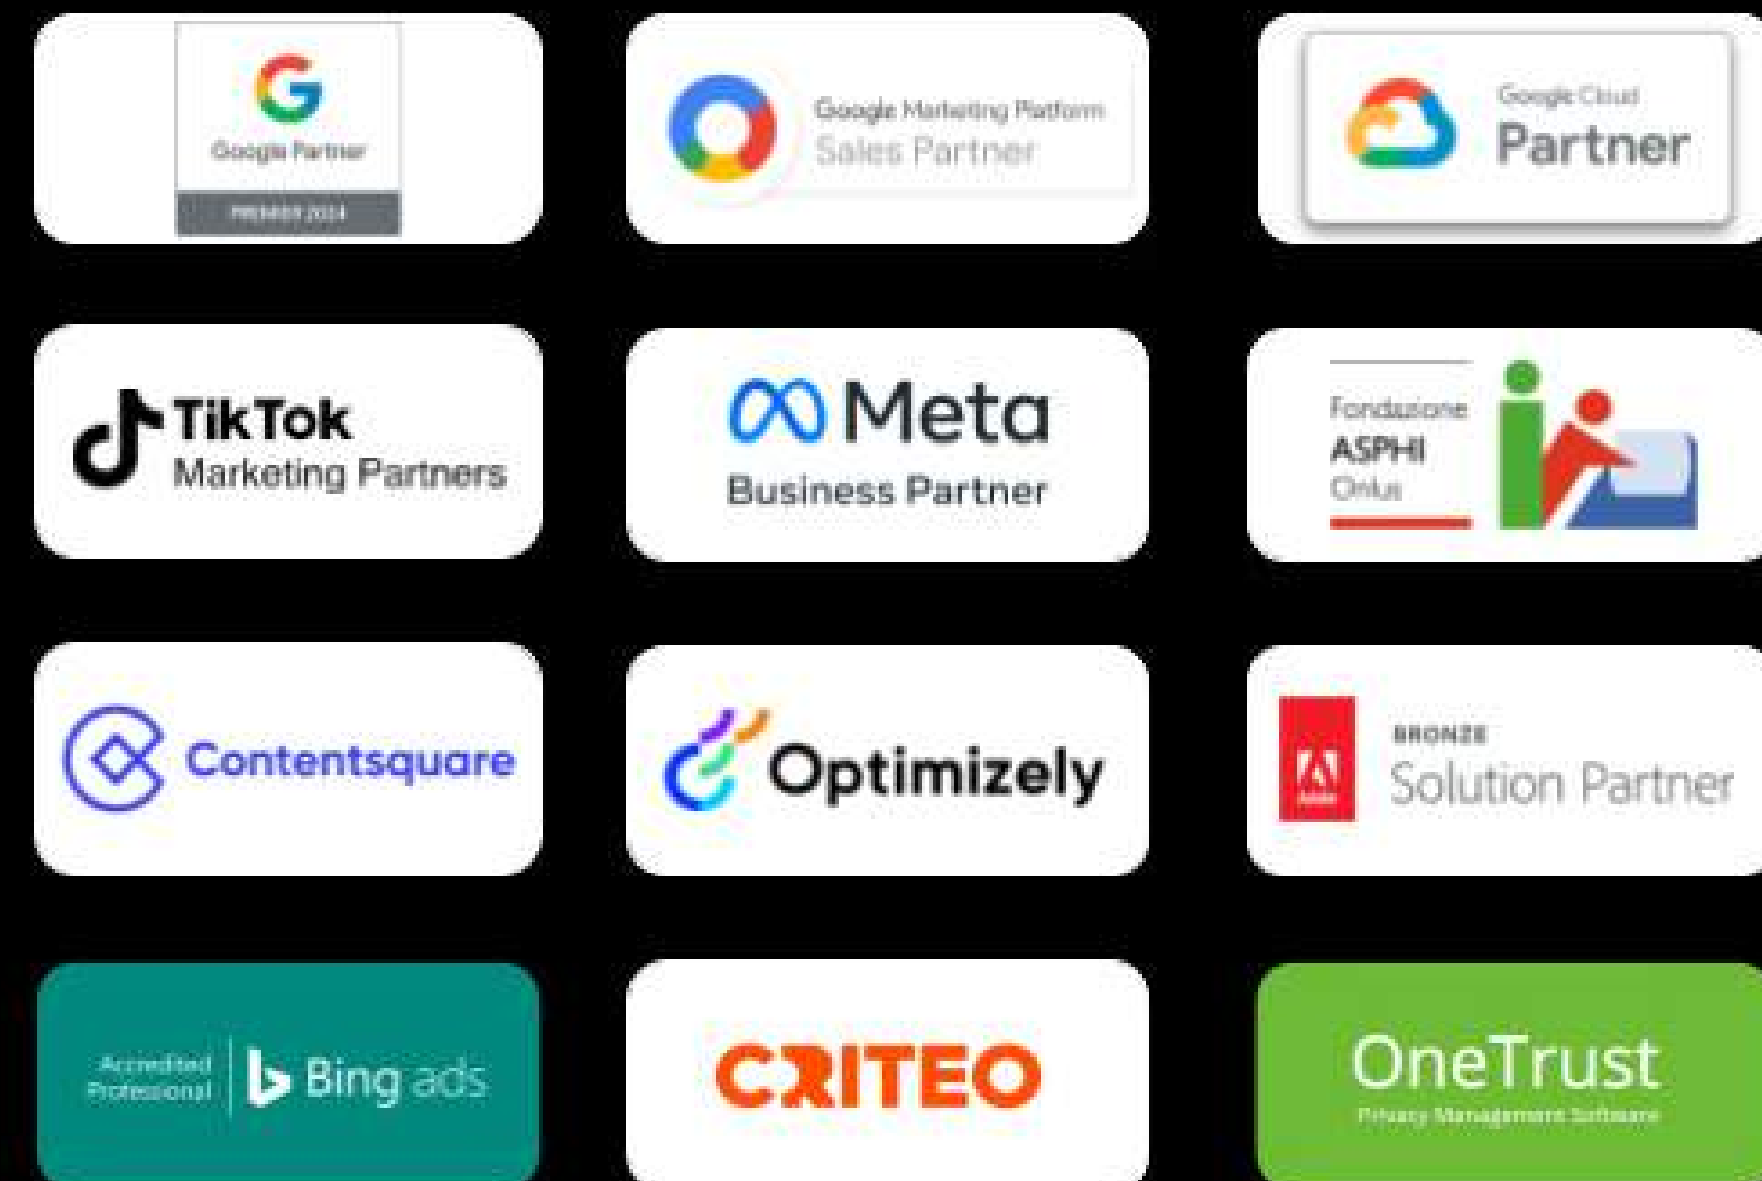 Google Partner
PREMIER 2024
Google Marketing Platform
Sales Partner
Google Cloud
Partner
TikTok
Marketing Partners
Meta
Business Partner
Fondazione
ASPHI
Onlus
Contentsquare
Optimizely
BRONZE
Solution Partner
Accredited
Professional
Bing ads
CRITEO
OneTrust
Privacy Management Software